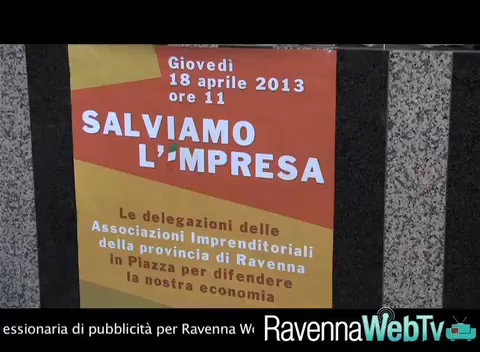 Giovedì
18 aprile 2013
ore 11
SALVIAMO
L'IMPRESA
Le delegazioni delle
Associazioni Imprenditoriali
della provincia di Ravenna
in Piazza per difendere
la nostra economia
essionaria di pubblicità per Ravenna We
RavennaWebTv